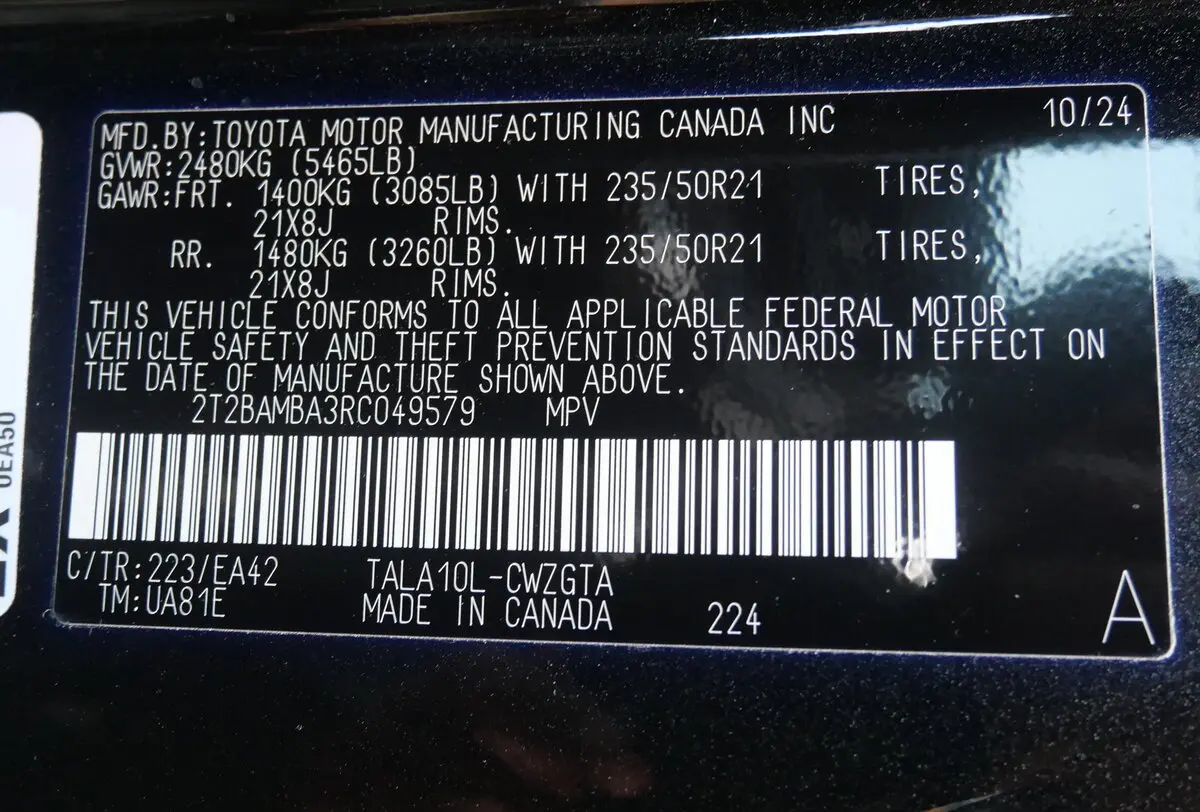 MFD.BY:TOYOTA MOTOR MANUFACTURING CANADA INC 10/24
GVWR:2480KG (5465LB)
GAWR:FRT. 1400KG (3085LB) WITH 235/50R21 TIRES,
21X8J RIMS.
RR. 1480KG (3260LB) WITH 235/50R21 TIRES,
21X8J RIMS.
THIS VEHICLE CONFORMS TO ALL APPLICABLE FEDERAL MOTOR
VEHICLE SAFETY AND THEFT PREVENTION STANDARDS IN EFFECT ON
THE DATE OF MANUFACTURE SHOWN ABOVE.
2T2BAMBA3RC049579 MPV
C/TR:223/EA42 TALA10L-CWZGTA
TM:UA81E MADE IN CANADA 224
A
0EA50